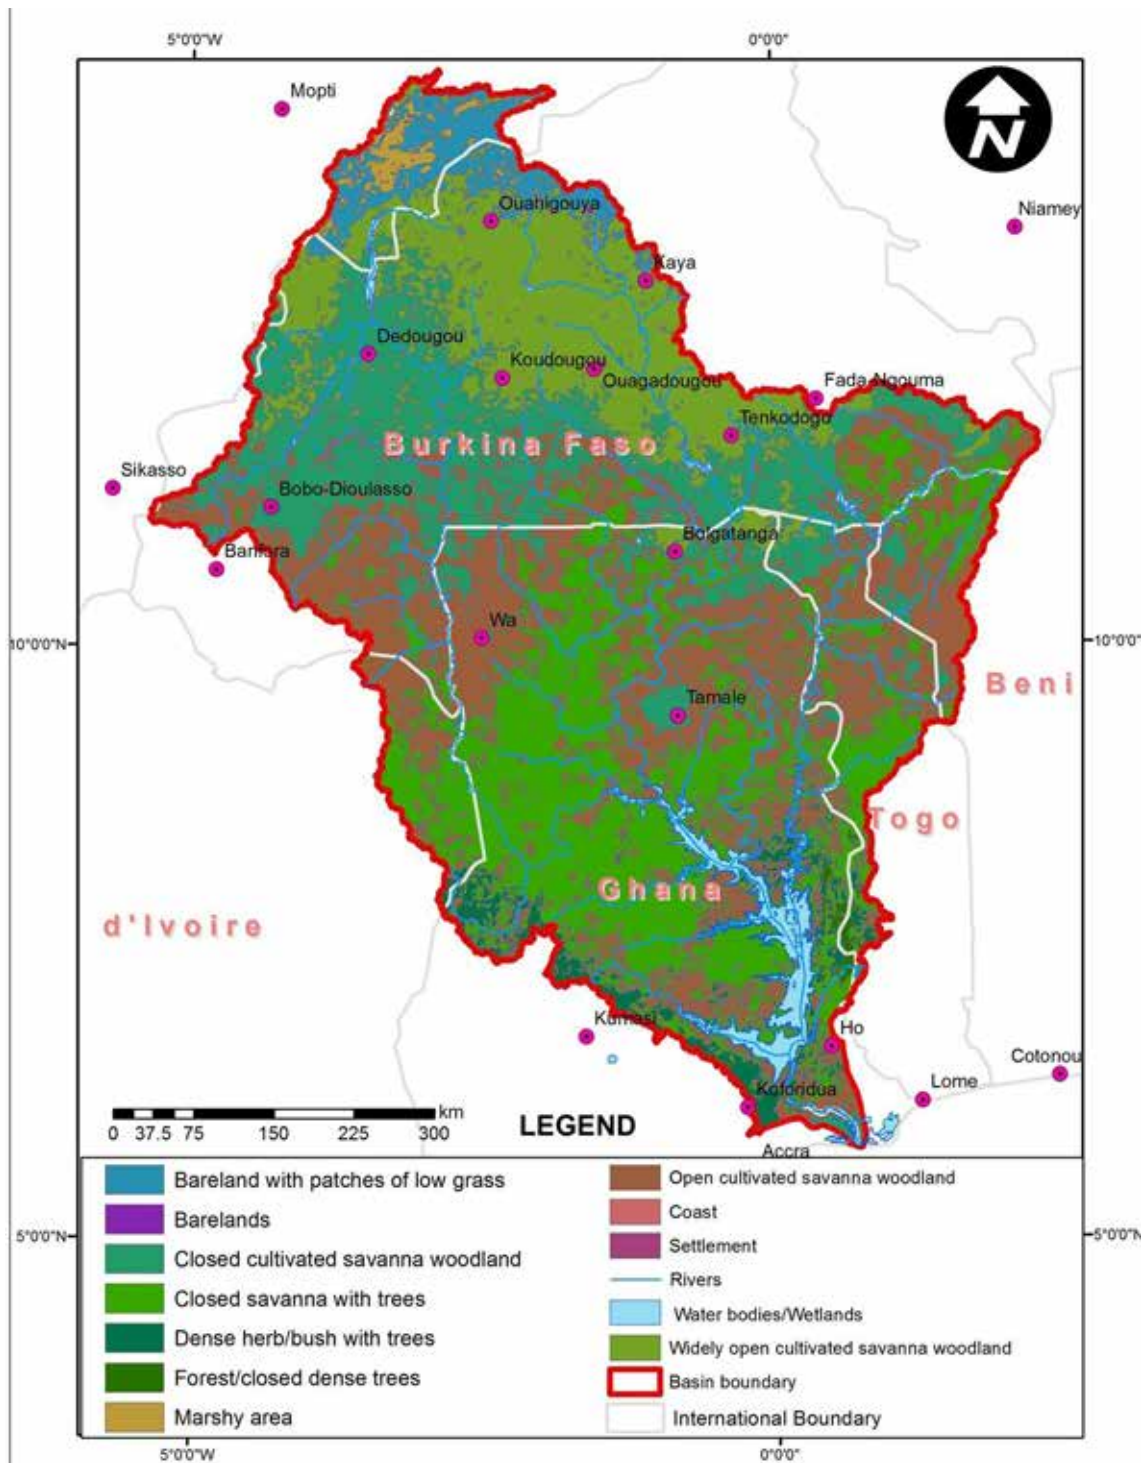 5°0'0"W 0°0'0"
Mopti
N
Ouahigouya
Niamey
Kaya
Dedougou
Koudougou
Ouagadougou
Fada-Ngouma
Tenkodogo
Burkina Faso
Sikasso
Bobo-Dioulasso
Bolgatanga
Banfora
Wa
10°0'0"N 10°0'0"
Beni
Tamale
Togo
Ghana
d'Ivoire
Kumasi
Ho
Cotonou
Koforidua
Lome
km
0 37.5 75 150 225 300
LEGEND
Accra
Bareland with patches of low grass
Barelands
Closed cultivated savanna woodland
Closed savanna with trees
Dense herb/bush with trees
Forest/closed dense trees
Marshy area
Open cultivated savanna woodland
Coast
Settlement
Rivers
Water bodies/Wetlands
Widely open cultivated savanna woodland
Basin boundary
International Boundary
5°0'0"N 5°0'0"N
5°0'0"W 0°0'0"